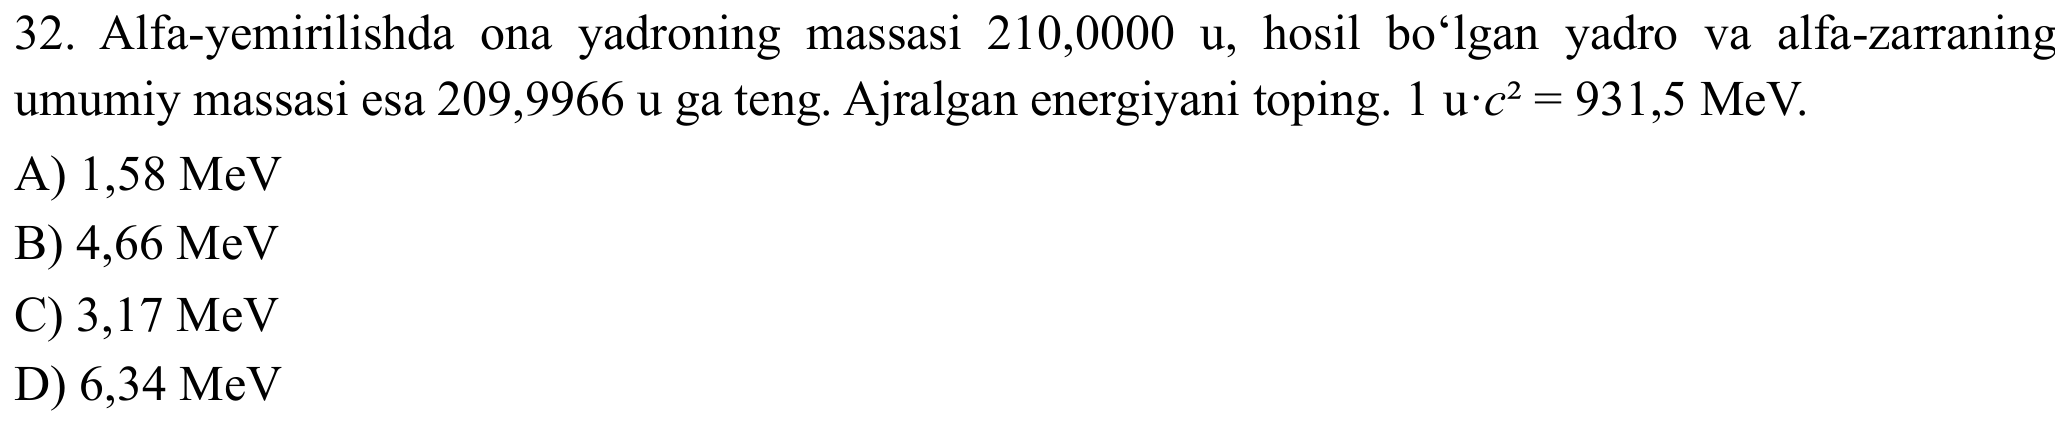 32. Alfa-yemirilishda ona yadroning massasi 210,0000 u, hosil bo‘lgan yadro va alfa-zarraning
umumiy massasi esa 209,9966 u ga teng. Ajralgan energiyani toping. 1 u·c² = 931,5 MeV.
A) 1,58 MeV
B) 4,66 MeV
C) 3,17 MeV
D) 6,34 MeV